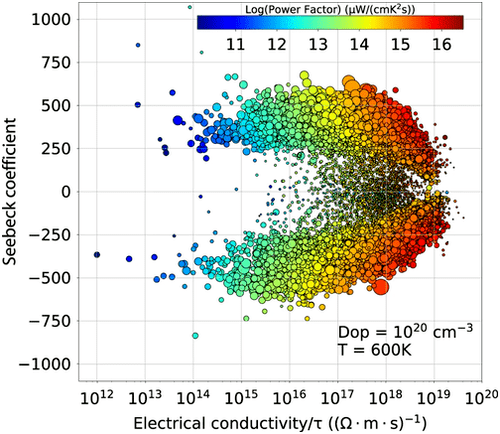 Log(Power Factor) (μW/(cmK²s))
11 12 13 14 15 16
1000
750
500
250
0
−250
−500
−750
−1000
Seebeck coefficient
Dop = 10²⁰ cm⁻³
T = 600K
10¹² 10¹³ 10¹⁴ 10¹⁵ 10¹⁶ 10¹⁷ 10¹⁸ 10¹⁹ 10²⁰
Electrical conductivity/τ ((Ω · m · s)⁻¹)